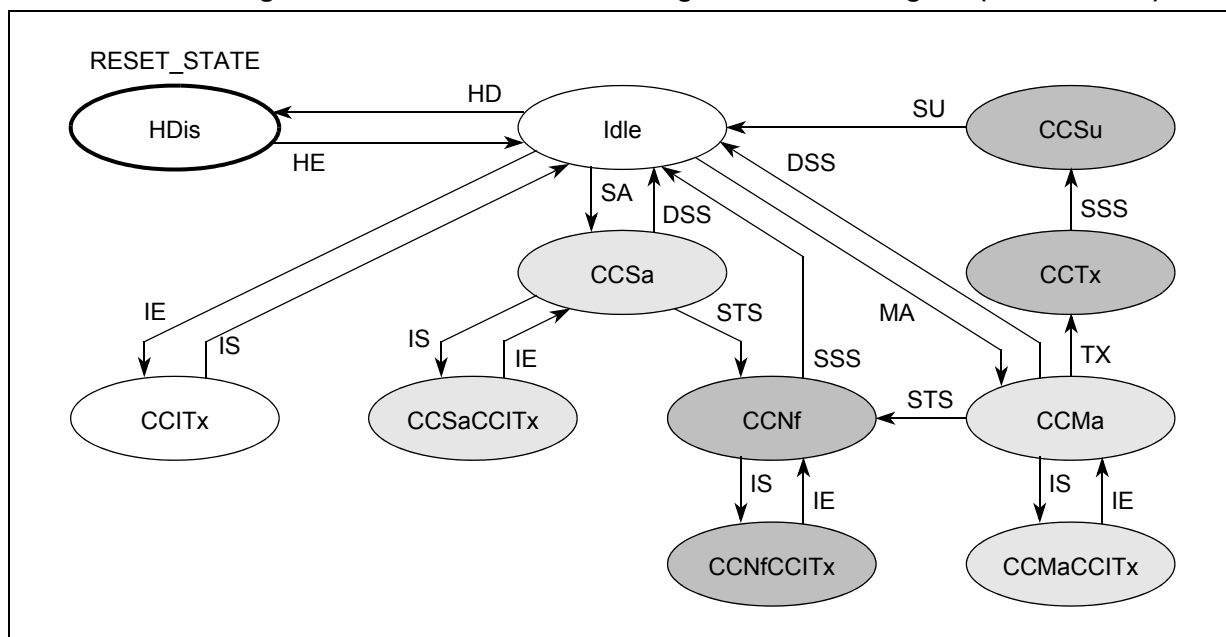 RESET_STATE
HDis
HD
HE
Idle
SU
CCSu
SA
DSS
DSS
SSS
CCSa
CCTx
IE
IS
IS
IE
STS
SSS
MA
TX
STS
CCITx
CCSaCCITx
CCNf
CCMa
IS
IE
IS
IE
CCNfCCITx
CCMaCCITx